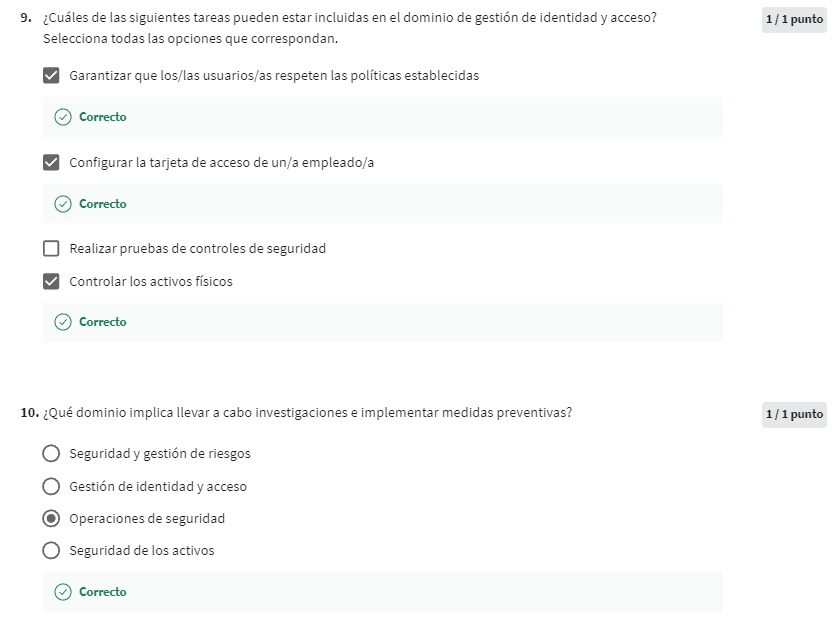 9. ¿Cuáles de las siguientes tareas pueden estar incluidas en el dominio de gestión de identidad y acceso?
1 / 1 punto
Selecciona todas las opciones que correspondan.
Garantizar que los/las usuarios/as respeten las políticas establecidas
Correcto
Configurar la tarjeta de acceso de un/a empleado/a
Correcto
Realizar pruebas de controles de seguridad
Controlar los activos físicos
Correcto
10. ¿Qué dominio implica llevar a cabo investigaciones e implementar medidas preventivas?
1 / 1 punto
Seguridad y gestión de riesgos
Gestión de identidad y acceso
Operaciones de seguridad
Seguridad de los activos
Correcto